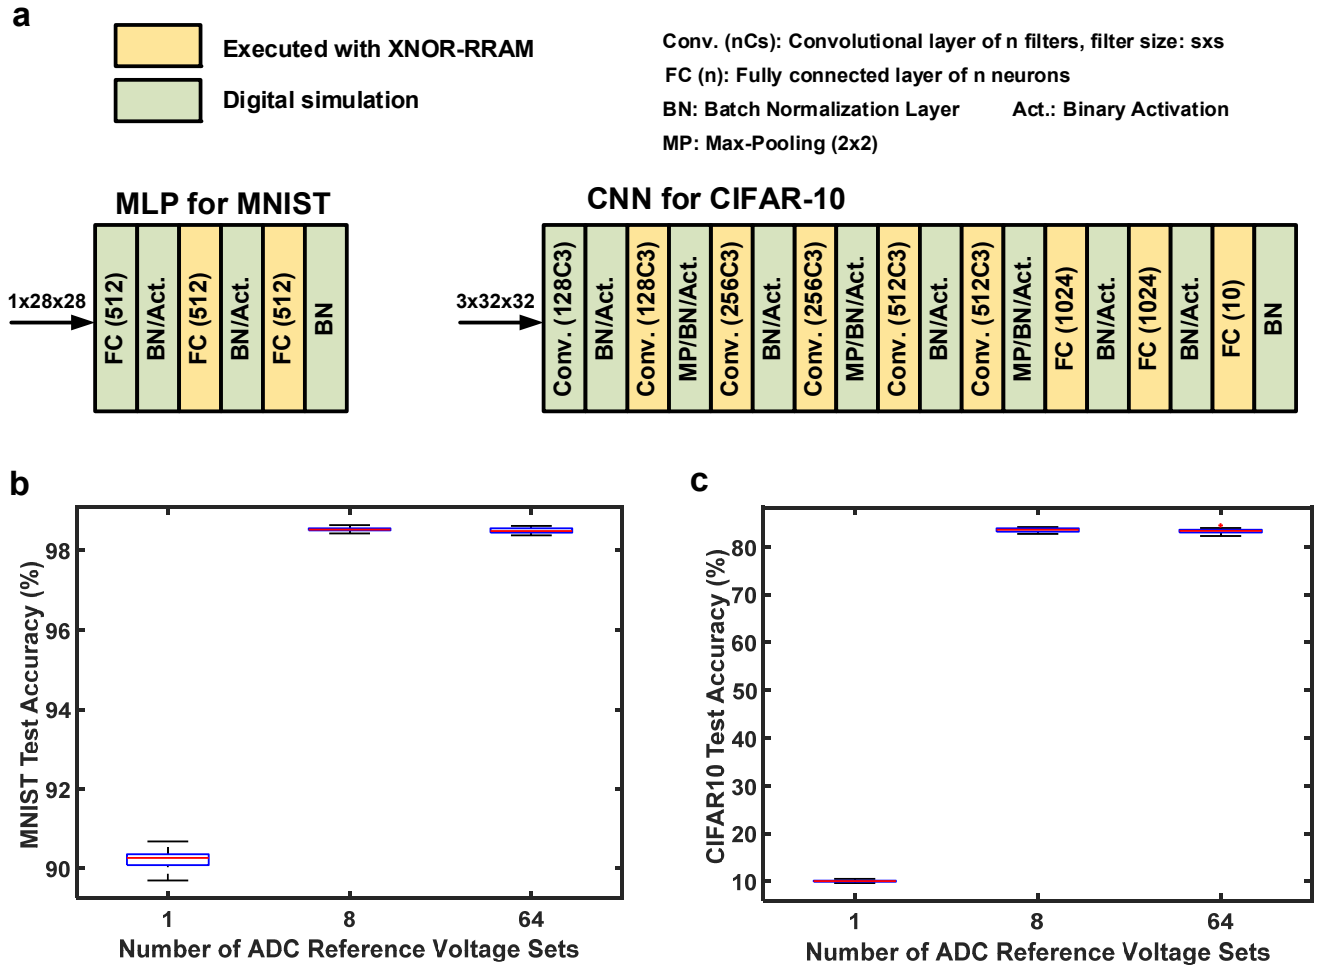 a
Executed with XNOR-RRAM
Digital simulation
Conv. (nCs): Convolutional layer of n filters, filter size: sxs
FC (n): Fully connected layer of n neurons
BN: Batch Normalization Layer Act.: Binary Activation
MP: Max-Pooling (2x2)
MLP for MNIST
1x28x28
FC (512)
BN/Act.
FC (512)
BN/Act.
FC (512)
BN
CNN for CIFAR-10
3x32x32
Conv. (128C3)
BN/Act.
Conv. (128C3)
MP/BN/Act.
Conv. (256C3)
BN/Act.
Conv. (256C3)
MP/BN/Act.
Conv. (512C3)
BN/Act.
Conv. (512C3)
MP/BN/Act.
FC (1024)
BN/Act.
FC (1024)
BN/Act.
FC (10)
BN
b
MNIST Test Accuracy (%)
98
96
94
92
90
1 8 64
Number of ADC Reference Voltage Sets
c
CIFAR10 Test Accuracy (%)
80
70
60
50
40
30
20
10
1 8 64
Number of ADC Reference Voltage Sets